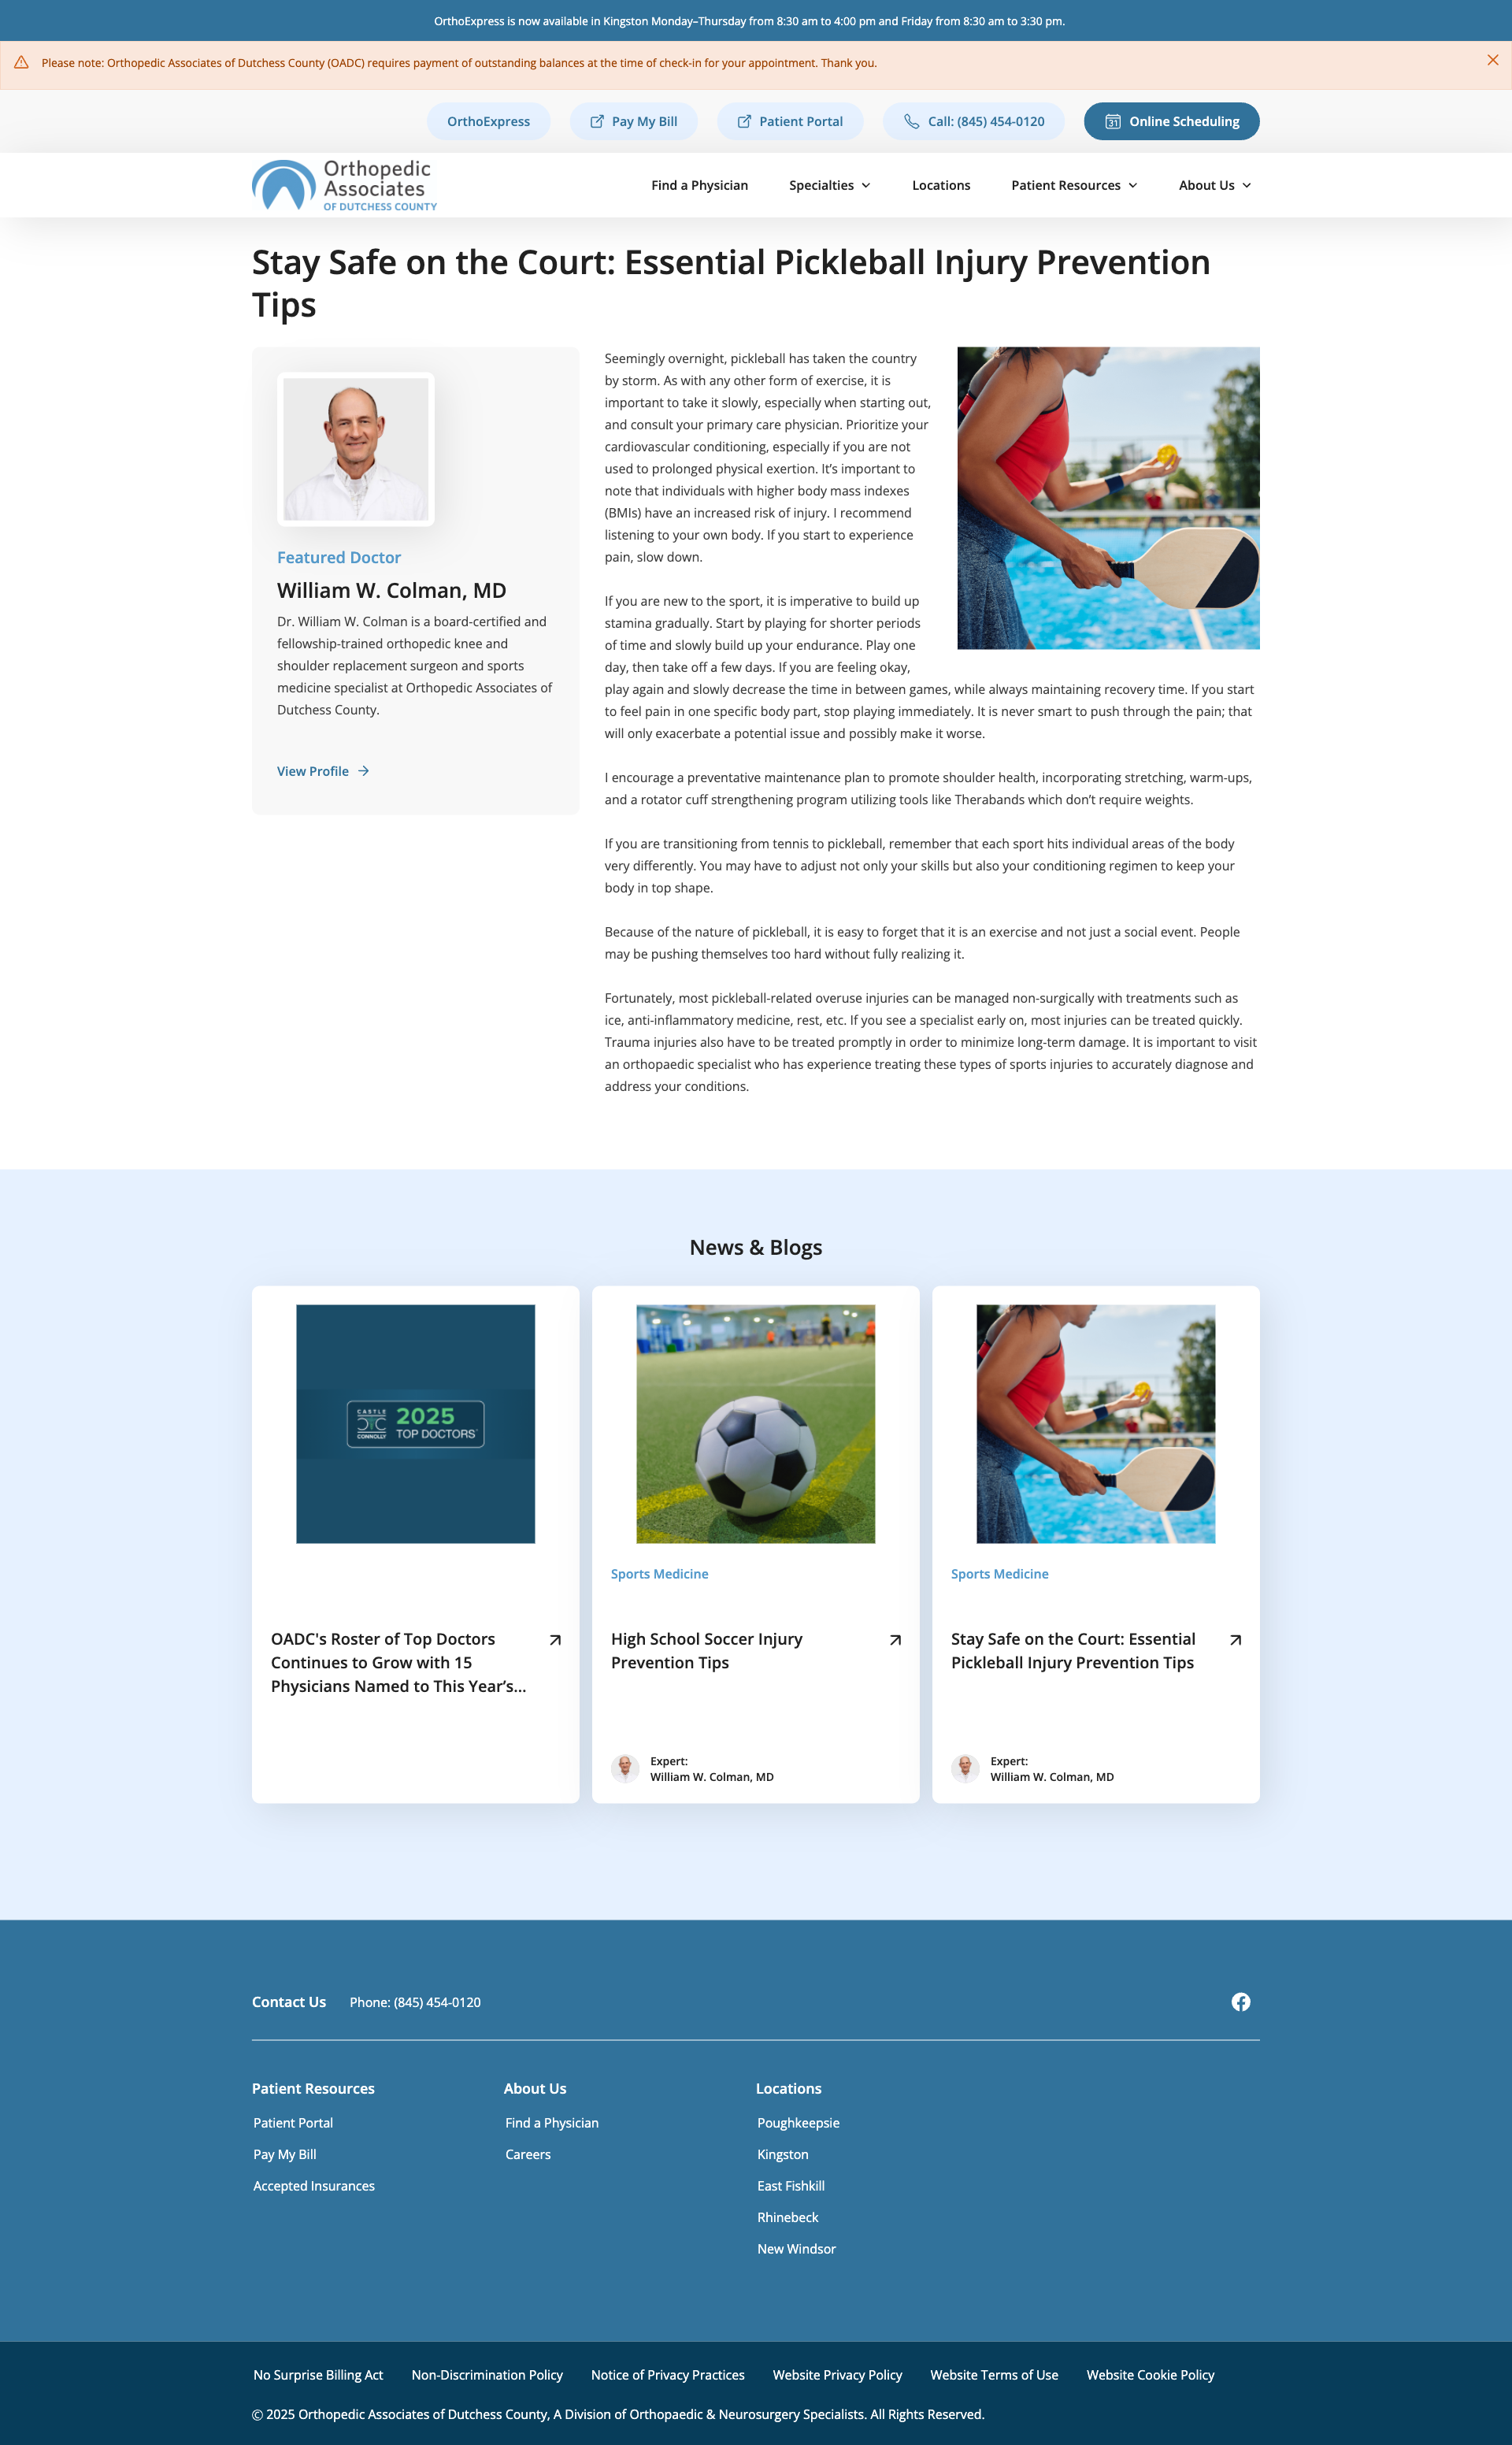 OrthoExpress is now available in Kingston Monday–Thursday from 8:30 am to 4:00 pm and Friday from 8:30 am to 3:30 pm.
Please note: Orthopedic Associates of Dutchess County (OADC) requires payment of outstanding balances at the time of check-in for your appointment. Thank you.
OrthoExpress
Pay My Bill
Patient Portal
Call: (845) 454-0120
31
Online Scheduling
Orthopedic
Associates
OF DUTCHESS COUNTY
Find a Physician
Specialties
Locations
Patient Resources
About Us
Stay Safe on the Court: Essential Pickleball Injury Prevention
Tips
Featured Doctor
William W. Colman, MD
Dr. William W. Colman is a board-certified and
fellowship-trained orthopedic knee and
shoulder replacement surgeon and sports
medicine specialist at Orthopedic Associates of
Dutchess County.
View Profile
Seemingly overnight, pickleball has taken the country
by storm. As with any other form of exercise, it is
important to take it slowly, especially when starting out,
and consult your primary care physician. Prioritize your
cardiovascular conditioning, especially if you are not
used to prolonged physical exertion. It’s important to
note that individuals with higher body mass indexes
(BMIs) have an increased risk of injury. I recommend
listening to your own body. If you start to experience
pain, slow down.
If you are new to the sport, it is imperative to build up
stamina gradually. Start by playing for shorter periods
of time and slowly build up your endurance. Play one
day, then take off a few days. If you are feeling okay,
play again and slowly decrease the time in between games, while always maintaining recovery time. If you start
to feel pain in one specific body part, stop playing immediately. It is never smart to push through the pain; that
will only exacerbate a potential issue and possibly make it worse.
I encourage a preventative maintenance plan to promote shoulder health, incorporating stretching, warm-ups,
and a rotator cuff strengthening program utilizing tools like Therabands which don’t require weights.
If you are transitioning from tennis to pickleball, remember that each sport hits individual areas of the body
very differently. You may have to adjust not only your skills but also your conditioning regimen to keep your
body in top shape.
Because of the nature of pickleball, it is easy to forget that it is an exercise and not just a social event. People
may be pushing themselves too hard without fully realizing it.
Fortunately, most pickleball-related overuse injuries can be managed non-surgically with treatments such as
ice, anti-inflammatory medicine, rest, etc. If you see a specialist early on, most injuries can be treated quickly.
Trauma injuries also have to be treated promptly in order to minimize long-term damage. It is important to visit
an orthopaedic specialist who has experience treating these types of sports injuries to accurately diagnose and
address your conditions.
News & Blogs
CASTLE
CONNOLLY
2025
TOP DOCTORS
OADC's Roster of Top Doctors
Continues to Grow with 15
Physicians Named to This Year’s...
Sports Medicine
High School Soccer Injury
Prevention Tips
Expert:
William W. Colman, MD
Sports Medicine
Stay Safe on the Court: Essential
Pickleball Injury Prevention Tips
Expert:
William W. Colman, MD
Contact Us
Phone: (845) 454-0120
Patient Resources
Patient Portal
Pay My Bill
Accepted Insurances
About Us
Find a Physician
Careers
Locations
Poughkeepsie
Kingston
East Fishkill
Rhinebeck
New Windsor
No Surprise Billing Act
Non-Discrimination Policy
Notice of Privacy Practices
Website Privacy Policy
Website Terms of Use
Website Cookie Policy
© 2025 Orthopedic Associates of Dutchess County, A Division of Orthopaedic & Neurosurgery Specialists. All Rights Reserved.